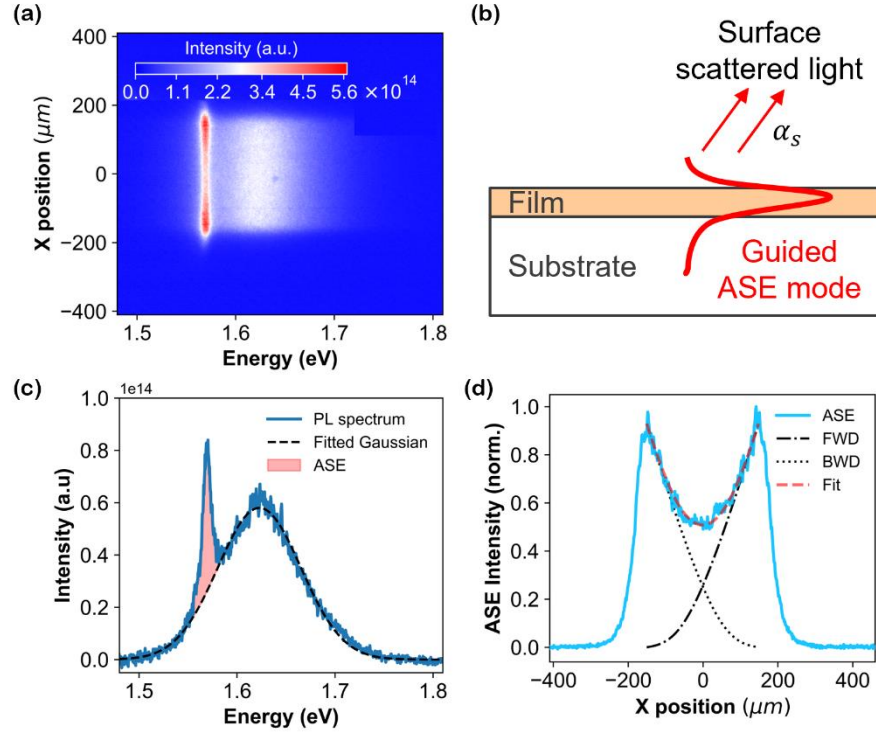 (a)
Intensity (a.u.)
0.0 1.1 2.2 3.4 4.5 5.6 ×10^14
400
200
0
−200
−400
X position (μm)
1.5 1.6 1.7 1.8
Energy (eV)
(b)
Surface
scattered light
α_s
Film
Substrate
Guided
ASE mode
(c)
1e14
1.0
0.8
0.6
0.4
0.2
0.0
Intensity (a.u)
PL spectrum
Fitted Gaussian
ASE
1.5 1.6 1.7 1.8
Energy (eV)
(d)
1.0
0.8
0.6
0.4
0.2
0.0
ASE Intensity (norm.)
ASE
FWD
BWD
Fit
−400 −200 0 200 400
X position (μm)